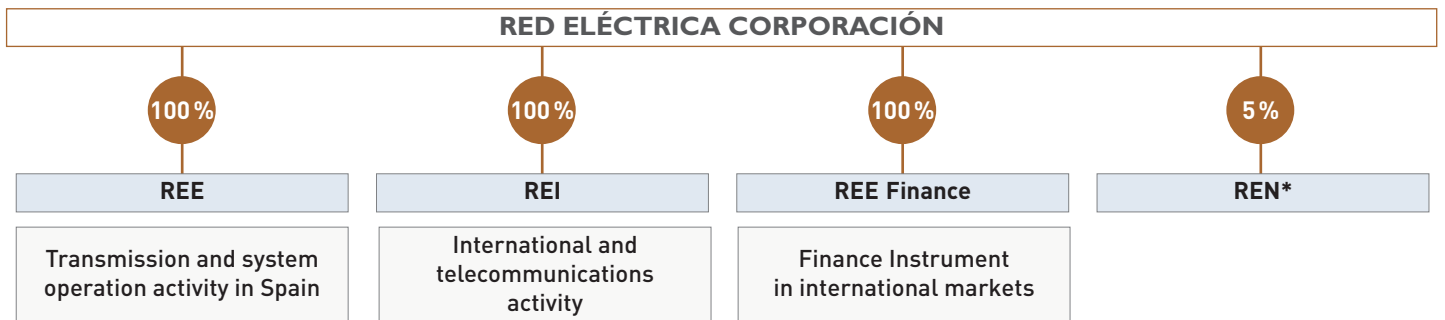 RED ELÉCTRICA CORPORACIÓN
100%
100%
100%
5%
REE
REI
REE Finance
REN*
Transmission and system
operation activity in Spain
International and
telecommunications
activity
Finance Instrument
in international markets